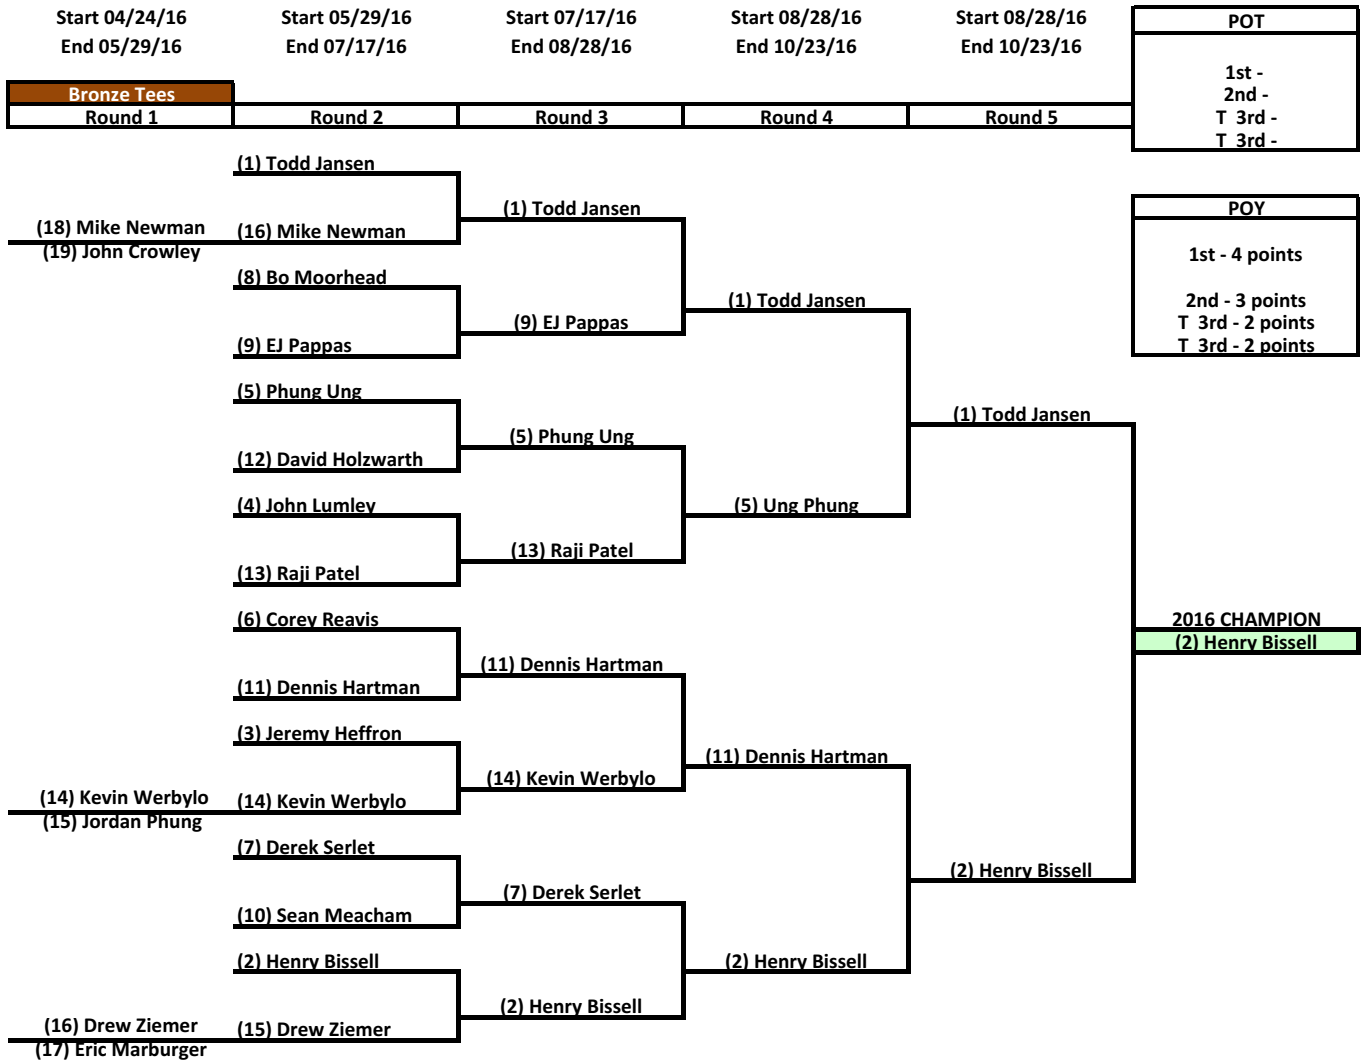 Start 04/24/16 Start 05/29/16 Start 07/17/16 Start 08/28/16 Start 08/28/16 POT
End 05/29/16 End 07/17/16 End 08/28/16 End 10/23/16 End 10/23/16
1st -
Bronze Tees 2nd -
Round 1 Round 2 Round 3 Round 4 Round 5 T 3rd -
T 3rd -
(1) Todd Jansen
(1) Todd Jansen POY
(18) Mike Newman (16) Mike Newman
(19) John Crowley 1st - 4 points
(8) Bo Moorhead
(1) Todd Jansen 2nd - 3 points
(9) EJ Pappas T 3rd - 2 points
(9) EJ Pappas T 3rd - 2 points
(5) Phung Ung
(1) Todd Jansen
(5) Phung Ung
(12) David Holzwarth
(4) John Lumley (5) Ung Phung
(13) Raji Patel
(13) Raji Patel
(6) Corey Reavis 2016 CHAMPION
(2) Henry Bissell
(11) Dennis Hartman
(11) Dennis Hartman
(3) Jeremy Heffron
(11) Dennis Hartman
(14) Kevin Werbylo
(14) Kevin Werbylo (14) Kevin Werbylo
(15) Jordan Phung
(7) Derek Serlet
(2) Henry Bissell
(7) Derek Serlet
(10) Sean Meacham
(2) Henry Bissell (2) Henry Bissell
(2) Henry Bissell
(16) Drew Ziemer (15) Drew Ziemer
(17) Eric Marburger